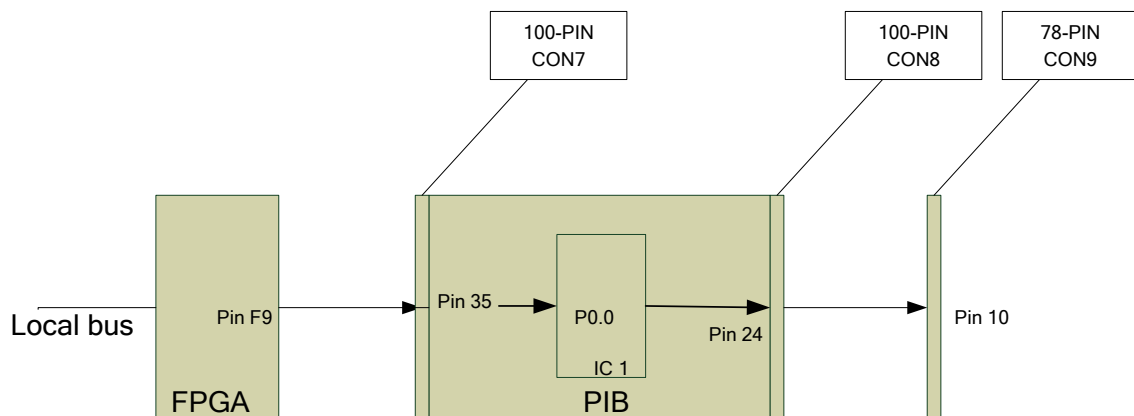 100-PIN
CON7
100-PIN
CON8
78-PIN
CON9
Pin 35
Pin F9
P0.0
Pin 24
Pin 10
Local bus
IC 1
FPGA
PIB